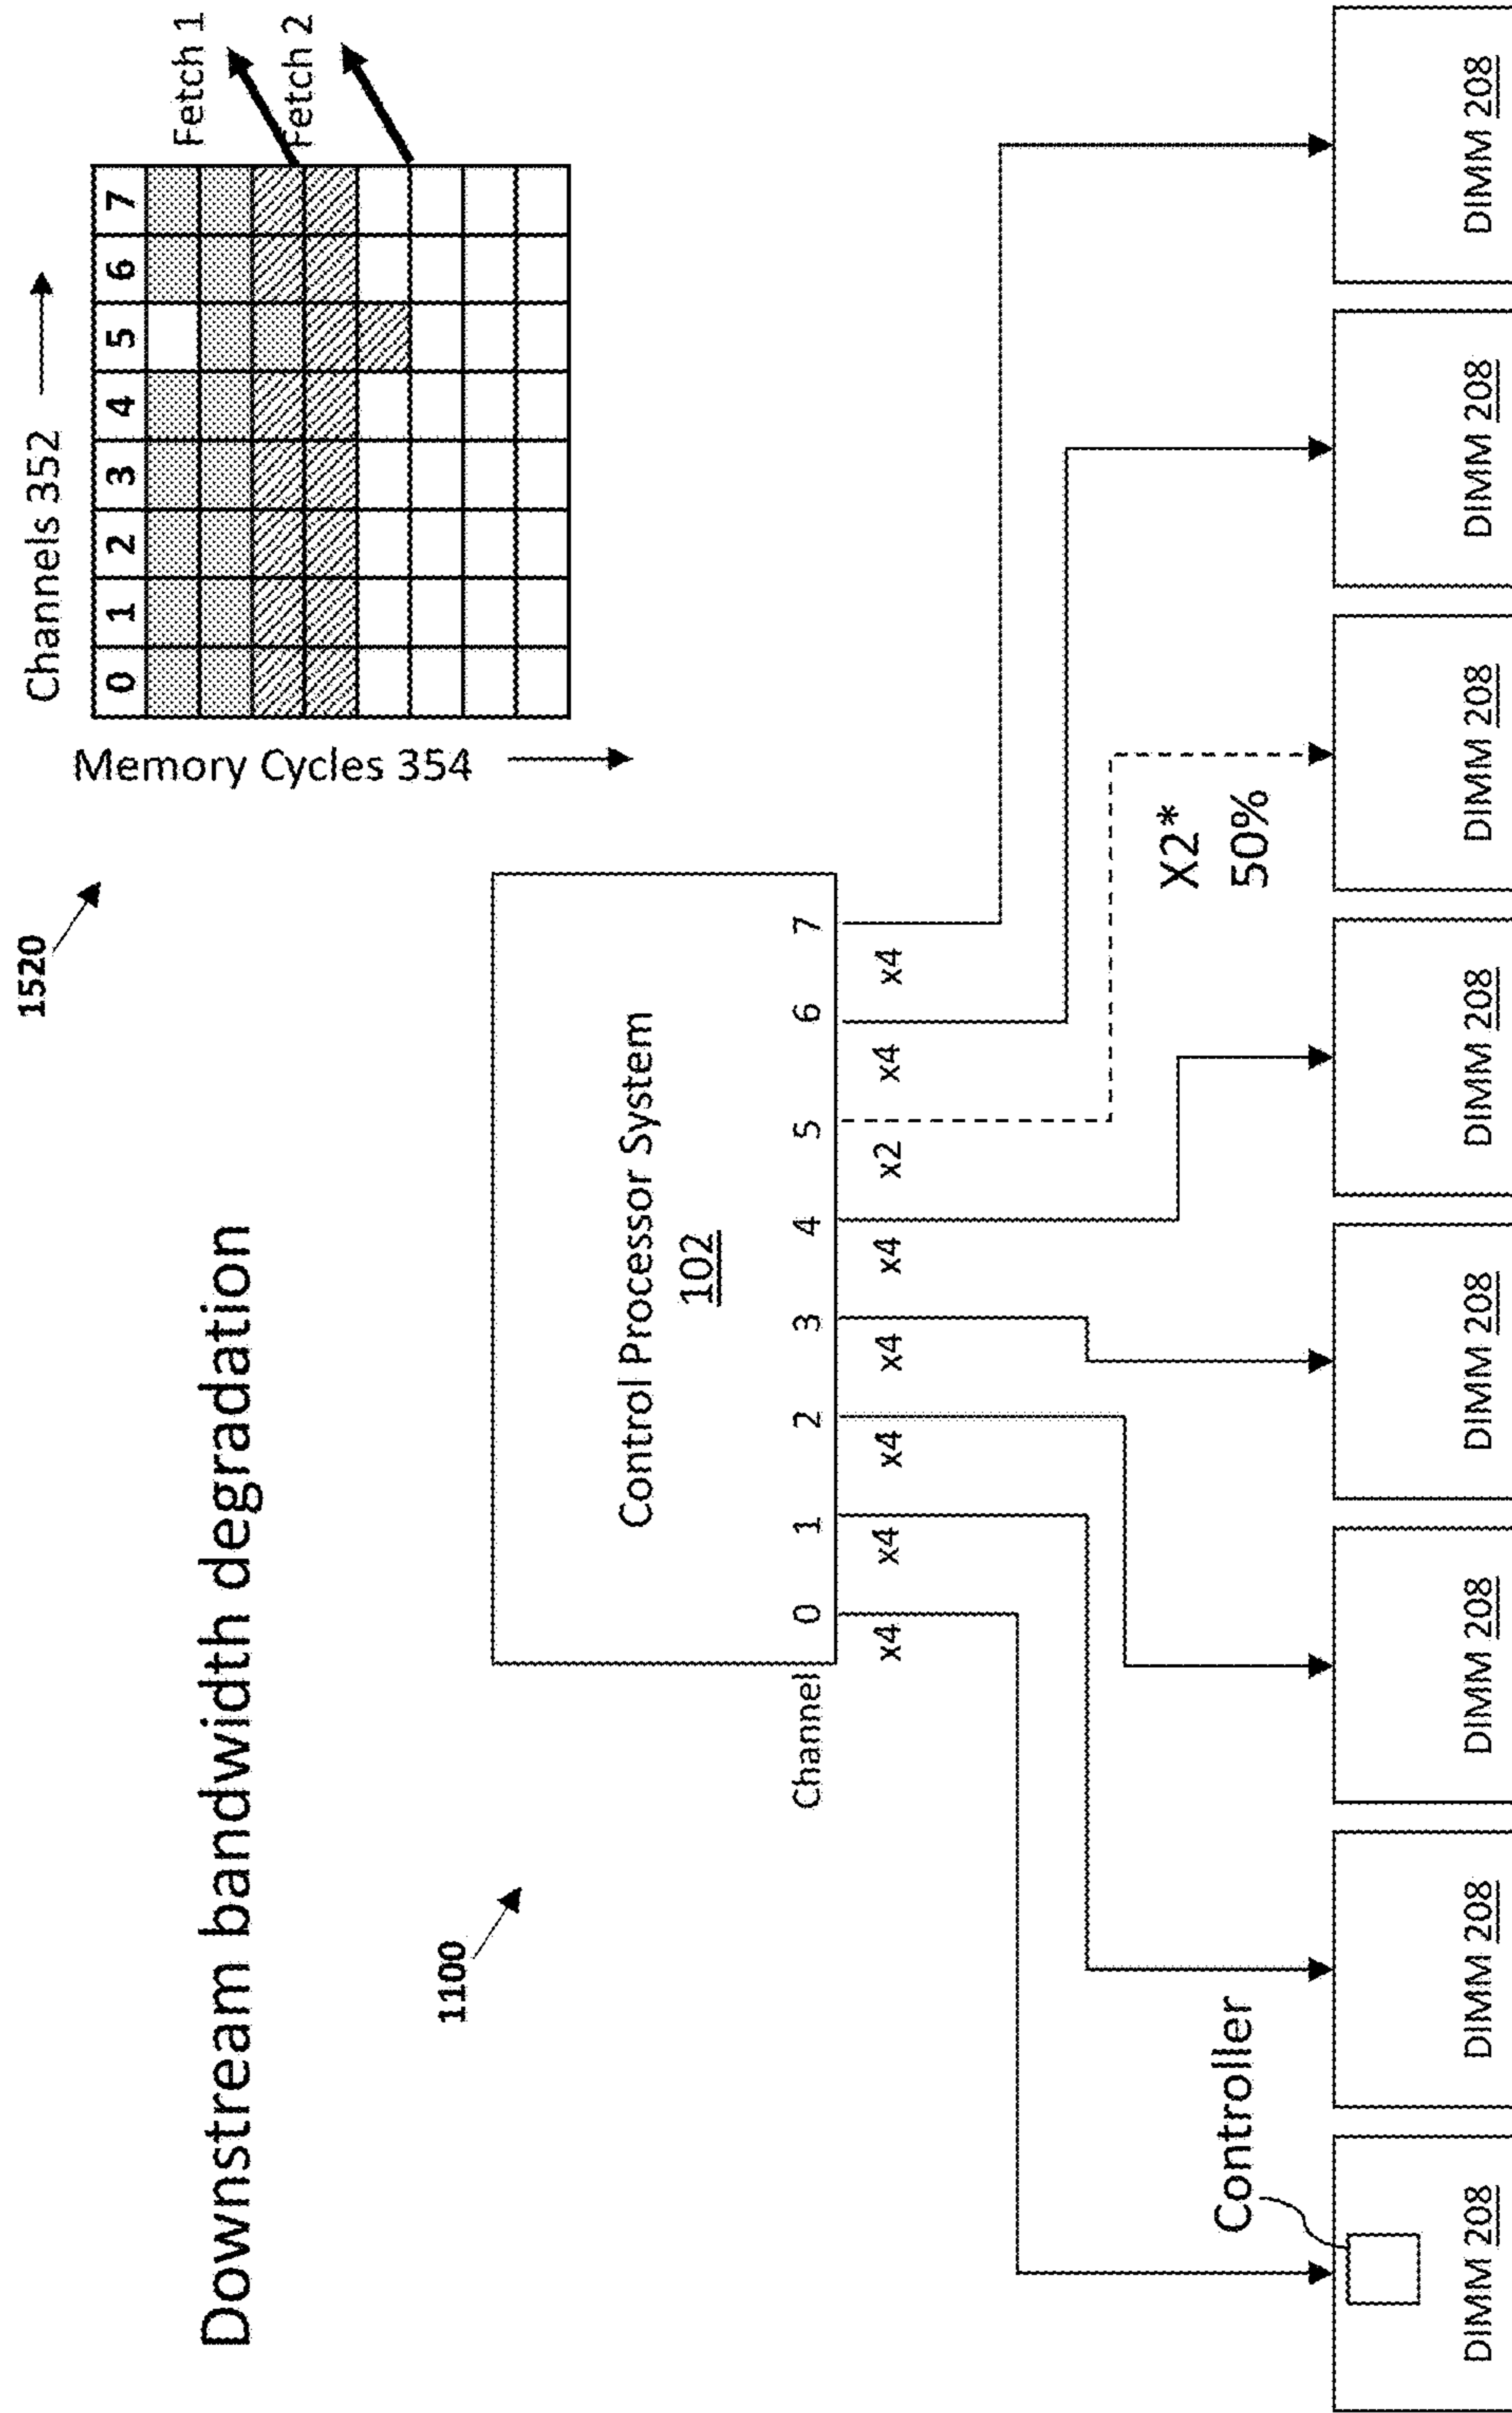 Downstream bandwidth degradation
1520
Channels 352
Memory Cycles 354
0 1 2 3 4 5 6 7
Fetch 1
Fetch 2
1100
Control Processor System
102
Channel
0 1 2 3 4 5 6 7
x4 x4 x4 x4 x4 x2 x4 x4
X2*
50%
Controller
DIMM 208
DIMM 208
DIMM 208
DIMM 208
DIMM 208
DIMM 208
DIMM 208
DIMM 208